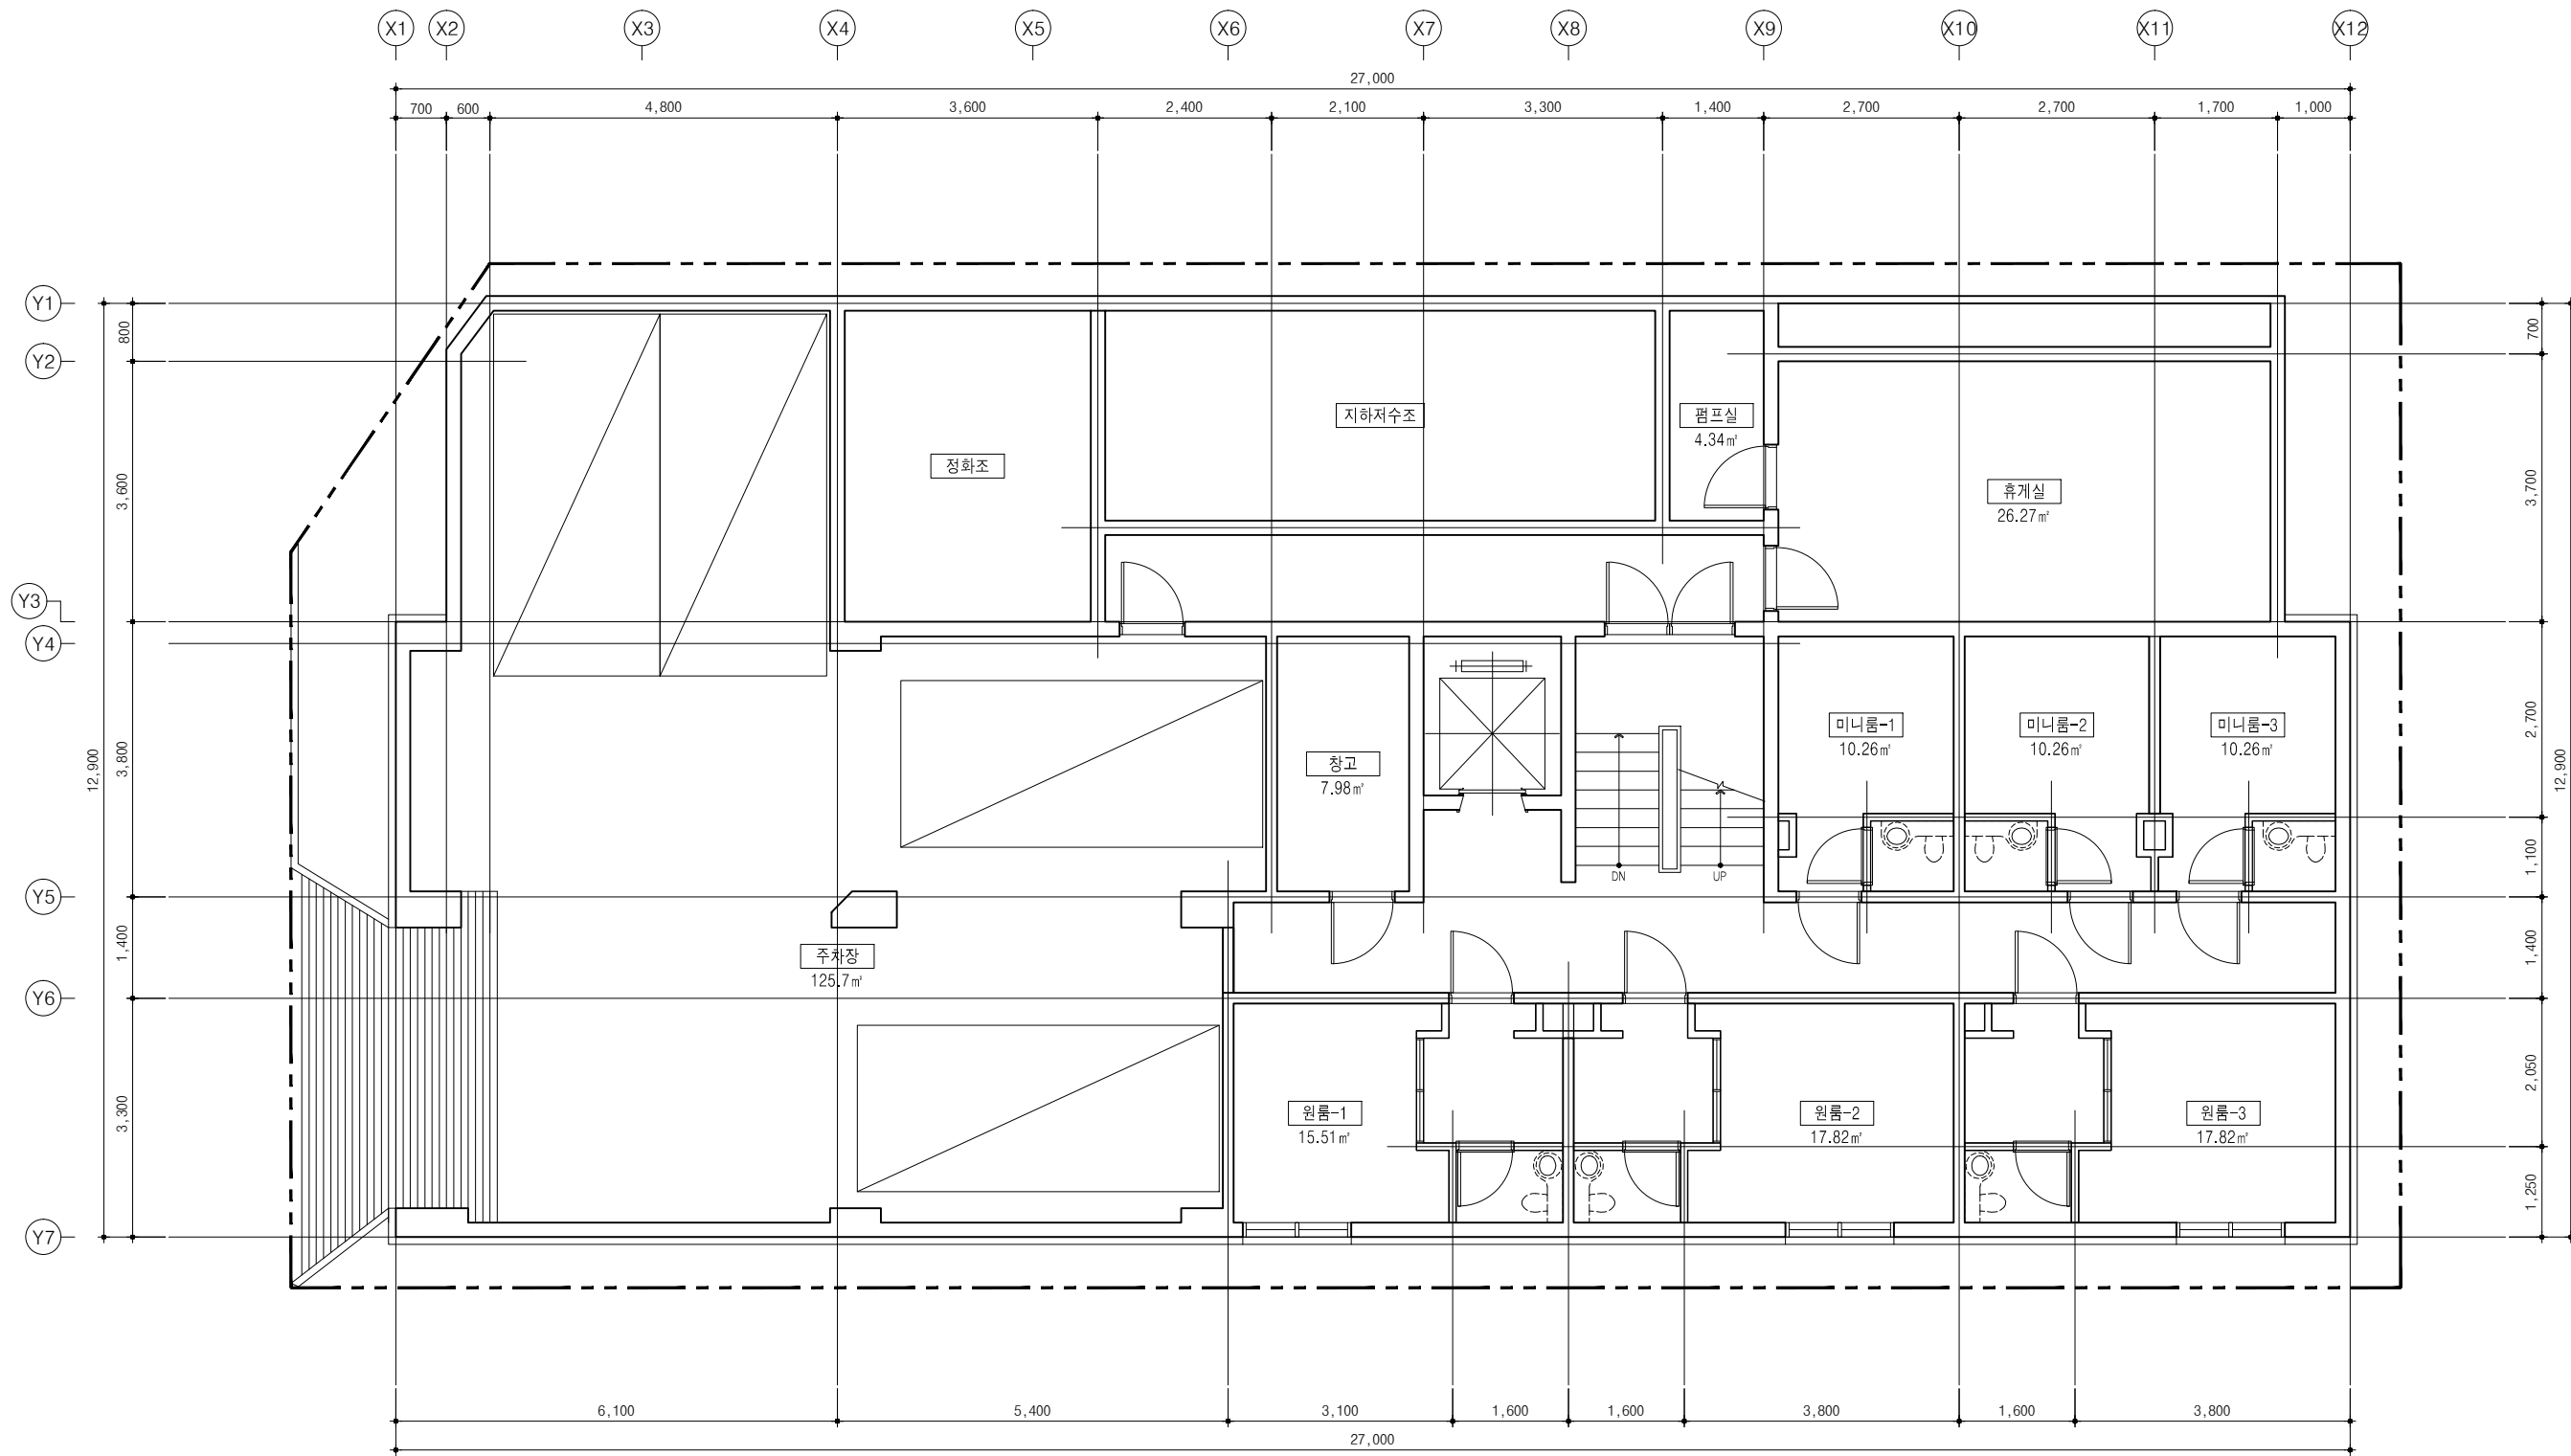 X1 X2 X3 X4 X5 X6 X7 X8 X9 X10 X11 X12
27,000
700 600 4,800 3,600 2,400 2,100 3,300 1,400 2,700 2,700 1,700 1,000
Y1
Y2
Y3
Y4
Y5
Y6
Y7
12,900
800
3,600
3,800
1,400
3,300
정화조
지하저수조
펌프실
4.34㎡
휴게실
26.27㎡
창고
7.98㎡
DN
UP
미니룸-1
10.26㎡
미니룸-2
10.26㎡
미니룸-3
10.26㎡
주차장
125.7㎡
원룸-1
15.51㎡
원룸-2
17.82㎡
원룸-3
17.82㎡
700
3,700
2,700
1,100
1,400
2,050
1,250
12,900
6,100 5,400 3,100 1,600 1,600 3,800 1,600 3,800
27,000